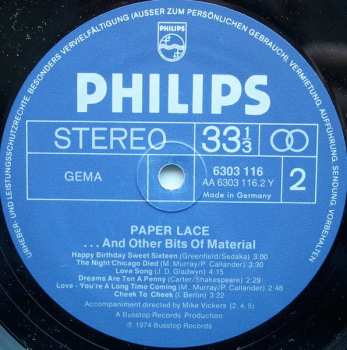 URHEBER- UND LEISTUNGSSCHUTZRECHTE, BESONDERS VERVIELFÄLTIGUNG (AUSSER ZUM PERSÖNLICHEN GEBRAUCH), VERMIETUNG, AUFFÜHRUNG, SENDUNG, VORBEHALTEN
PHILIPS
PHILIPS
STEREO 33 1/3
GEMA
6303 116
AA 6303 116.2 Y
Made in Germany
2
PAPER LACE
. . . And Other Bits Of Material
Happy Birthday Sweet Sixteen (Greenfield/Sedaka) 3:00
The Night Chicago Died (M. Murray/P. Callander) 3:30
Love Song (J. D. Gladwyn) 4:15
Dreams Are Ten A Penny (Carter/Shakespeare) 2:29
Love - You're A Long Time Coming (M. Murray/P. Callander) 2:46
Cheek To Cheek (I. Berlin) 3:22
Accompaniment directed by Mike Vickers (2, 4, 5)
A Busstop Records Production
℗ 1974 Busstop Records